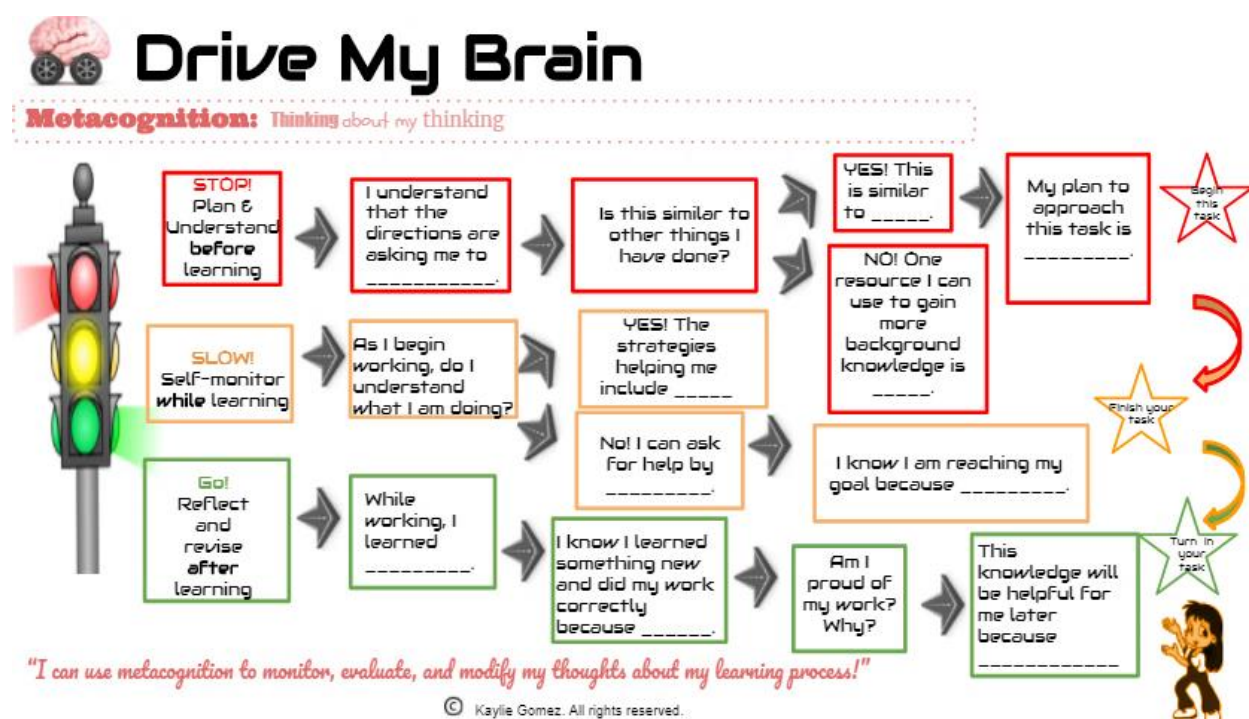 Drive My Brain
Metacognition: Thinking about my thinking
STOP!
Plan &
Understand
before
learning
I understand
that the
directions are
asking me to
____________.
Is this similar to
other things I
have done?
YES! This
is similar
to _____.
NO! One
resource I can
use to gain
more
background
knowledge is
_____.
My plan to
approach
this task is
_________.
Begin
this
task
SLOW!
Self-monitor
while learning
As I begin
working, do I
understand
what I am doing?
YES! The
strategies
helping me
include _____
No! I can ask
for help by
_________.
I know I am reaching my
goal because _________.
Finish your
task
Go!
Reflect
and
revise
after
learning
While
working, I
learned
_________.
I know I learned
something new
and did my work
correctly
because ______.
Am I
proud of
my work?
Why?
This
knowledge will
be helpful for
me later
because
____________
Turn in
your
task
"I can use metacognition to monitor, evaluate, and modify my thoughts about my learning process!"
© Kaylie Gomez. All rights reserved.